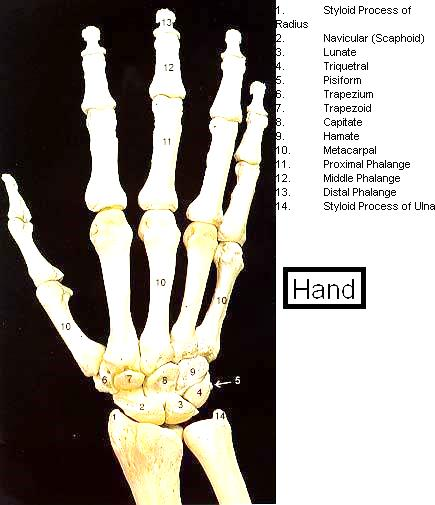 1. Styloid Process of
Radius
2. Navicular (Scaphoid)
3. Lunate
4. Triquetral
5. Pisiform
6. Trapezium
7. Trapezoid
8. Capitate
9. Hamate
10. Metacarpal
11. Proximal Phalange
12. Middle Phalange
13. Distal Phalange
14. Styloid Process of Ulna
Hand
13
12
11
10
10
10
6
7
8
9
5
4
2
3
1
14